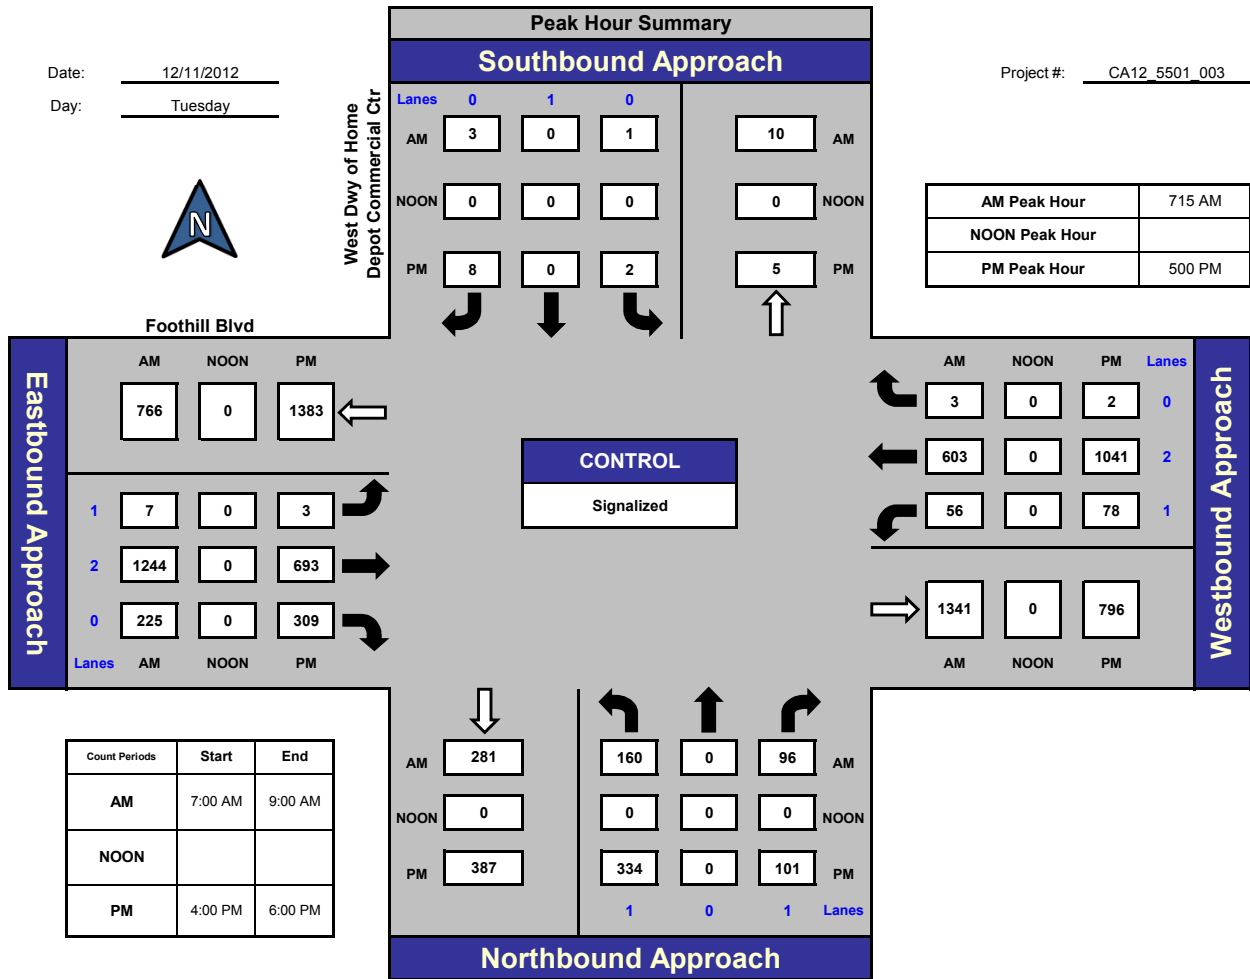 Peak Hour Summary
Southbound Approach
Date: 12/11/2012
Day: Tuesday
Project #: CA12_5501_003
N
West Dwy of Home
Depot Commercial Ctr
Lanes 0 1 0
AM 3 0 1 10 AM
NOON 0 0 0 0 NOON
PM 8 0 2 5 PM
AM Peak Hour 715 AM
NOON Peak Hour
PM Peak Hour 500 PM
Foothill Blvd
Eastbound Approach
AM NOON PM
766 0 1383
1 7 0 3
2 1244 0 693
0 225 0 309
Lanes AM NOON PM
CONTROL
Signalized
AM NOON PM Lanes
3 0 2 0
603 0 1041 2
56 0 78 1
1341 0 796
AM NOON PM
Westbound Approach
Count Periods Start End
AM 7:00 AM 9:00 AM
NOON
PM 4:00 PM 6:00 PM
AM 281 160 0 96 AM
NOON 0 0 0 0 NOON
PM 387 334 0 101 PM
1 0 1 Lanes
Northbound Approach